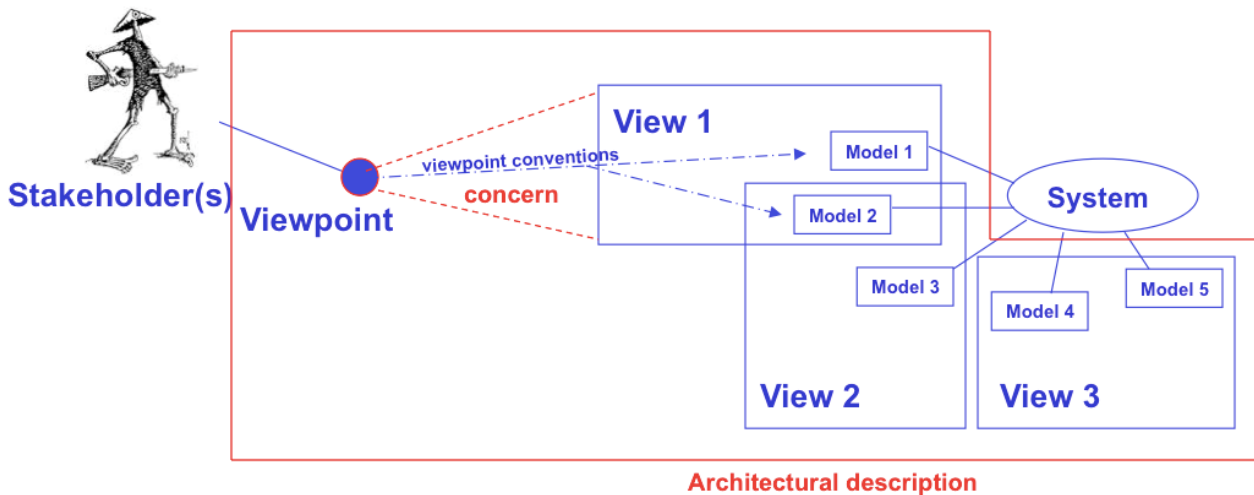 Stakeholder(s)
Viewpoint
viewpoint conventions
concern
View 1
Model 1
Model 2
System
Model 3
Model 4
Model 5
View 2
View 3
Architectural description